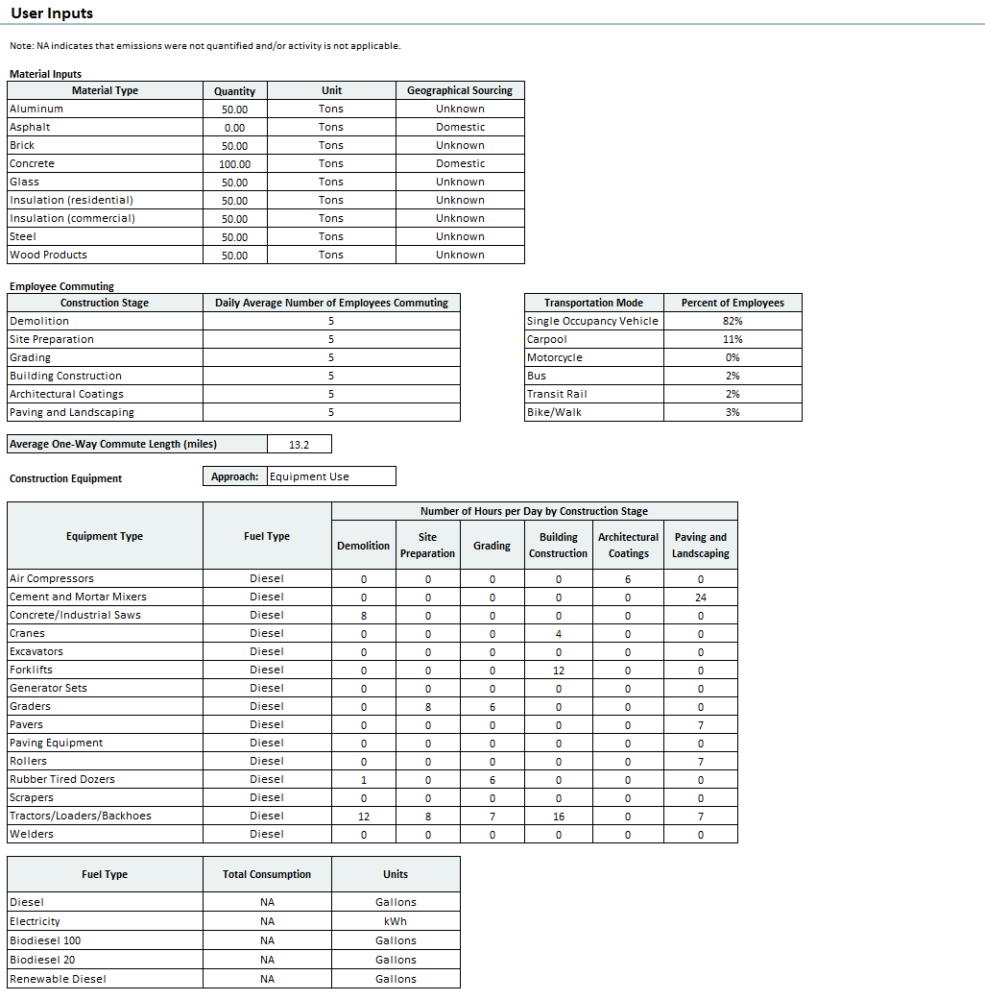 User Inputs
Note: NA indicates that emissions were not quantified and/or activity is not applicable.
Material Inputs
Material Type Quantity Unit Geographical Sourcing
Aluminum 50.00 Tons Unknown
Asphalt 0.00 Tons Domestic
Brick 50.00 Tons Unknown
Concrete 100.00 Tons Domestic
Glass 50.00 Tons Unknown
Insulation (residential) 50.00 Tons Unknown
Insulation (commercial) 50.00 Tons Unknown
Steel 50.00 Tons Unknown
Wood Products 50.00 Tons Unknown
Employee Commuting
Construction Stage Daily Average Number of Employees Commuting
Demolition 5
Site Preparation 5
Grading 5
Building Construction 5
Architectural Coatings 5
Paving and Landscaping 5
Transportation Mode Percent of Employees
Single Occupancy Vehicle 82%
Carpool 11%
Motorcycle 0%
Bus 2%
Transit Rail 2%
Bike/Walk 3%
Average One-Way Commute Length (miles) 13.2
Construction Equipment Approach: Equipment Use
Number of Hours per Day by Construction Stage
Equipment Type Fuel Type Demolition Site Preparation Grading Building Construction Architectural Coatings Paving and Landscaping
Air Compressors Diesel 0 0 0 0 6 0
Cement and Mortar Mixers Diesel 0 0 0 0 0 24
Concrete/Industrial Saws Diesel 8 0 0 0 0 0
Cranes Diesel 0 0 0 4 0 0
Excavators Diesel 0 0 0 0 0 0
Forklifts Diesel 0 0 0 12 0 0
Generator Sets Diesel 0 0 0 0 0 0
Graders Diesel 0 8 6 0 0 0
Pavers Diesel 0 0 0 0 0 7
Paving Equipment Diesel 0 0 0 0 0 0
Rollers Diesel 0 0 0 0 0 7
Rubber Tired Dozers Diesel 1 0 6 0 0 0
Scrapers Diesel 0 0 0 0 0 0
Tractors/Loaders/Backhoes Diesel 12 8 7 16 0 7
Welders Diesel 0 0 0 0 0 0
Fuel Type Total Consumption Units
Diesel NA Gallons
Electricity NA kWh
Biodiesel 100 NA Gallons
Biodiesel 20 NA Gallons
Renewable Diesel NA Gallons